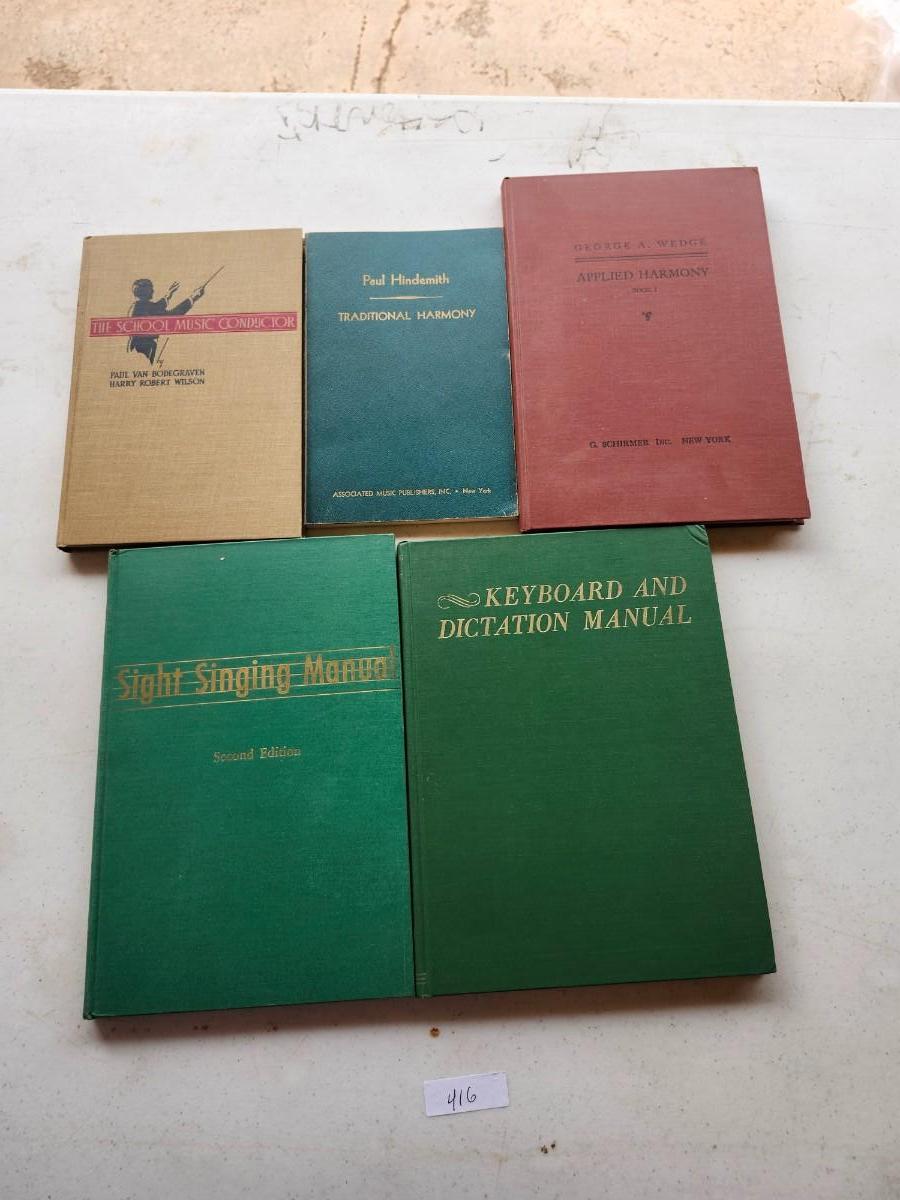 THE SCHOOL MUSIC CONDUCTOR
by
PAUL VAN BODEGRAVEN
HARRY ROBERT WILSON
Paul Hindemith
TRADITIONAL HARMONY
ASSOCIATED MUSIC PUBLISHERS, INC. • New York
GEORGE A. WEDGE
APPLIED HARMONY
BOOK I
G. SCHIRMER INC. NEW YORK
Sight Singing Manual
Second Edition
KEYBOARD AND
DICTATION MANUAL
416